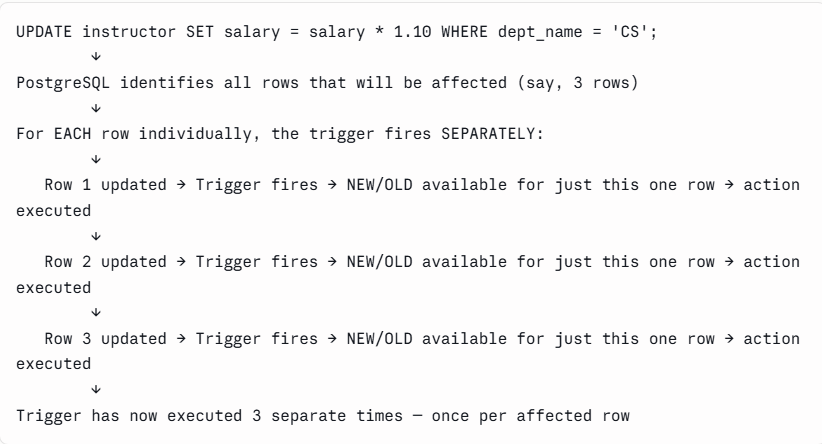 UPDATE instructor SET salary = salary * 1.10 WHERE dept_name = 'CS';
↓
PostgreSQL identifies all rows that will be affected (say, 3 rows)
↓
For EACH row individually, the trigger fires SEPARATELY:
↓
Row 1 updated → Trigger fires → NEW/OLD available for just this one row → action
executed
↓
Row 2 updated → Trigger fires → NEW/OLD available for just this one row → action
executed
↓
Row 3 updated → Trigger fires → NEW/OLD available for just this one row → action
executed
↓
Trigger has now executed 3 separate times — once per affected row